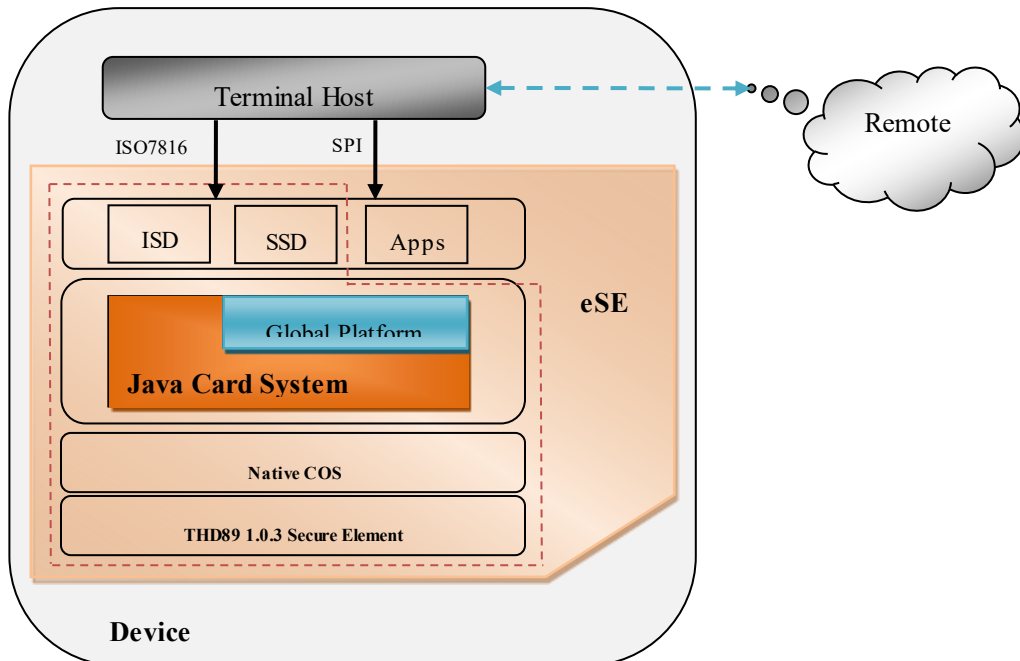 Terminal Host
Remote
ISO7816
SPI
ISD
SSD
Apps
eSE
Global Platform
Java Card System
Native COS
THD89 1.0.3 Secure Element
Device